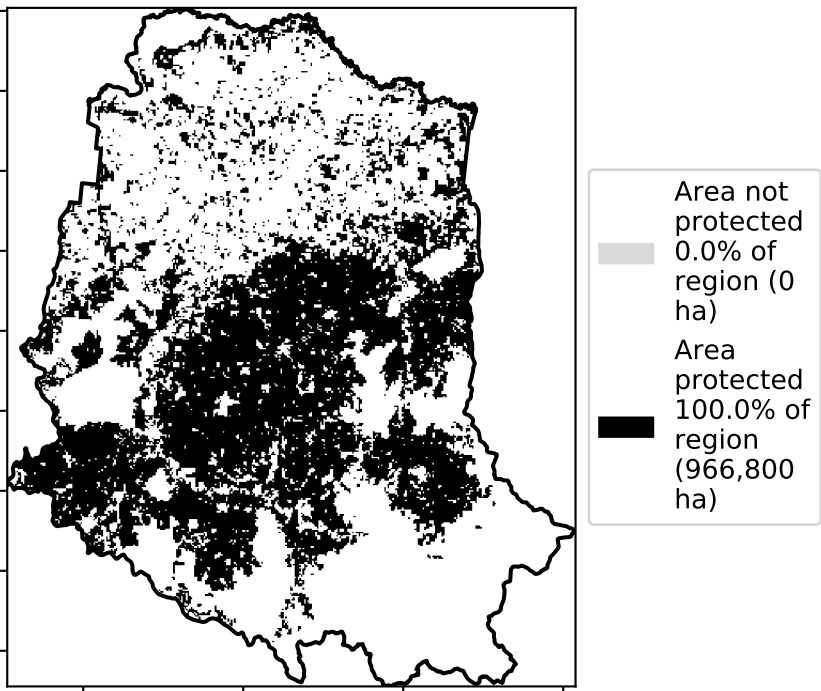 Area not
protected
0.0% of
region (0
ha)
Area
protected
100.0% of
region
(966,800
ha)